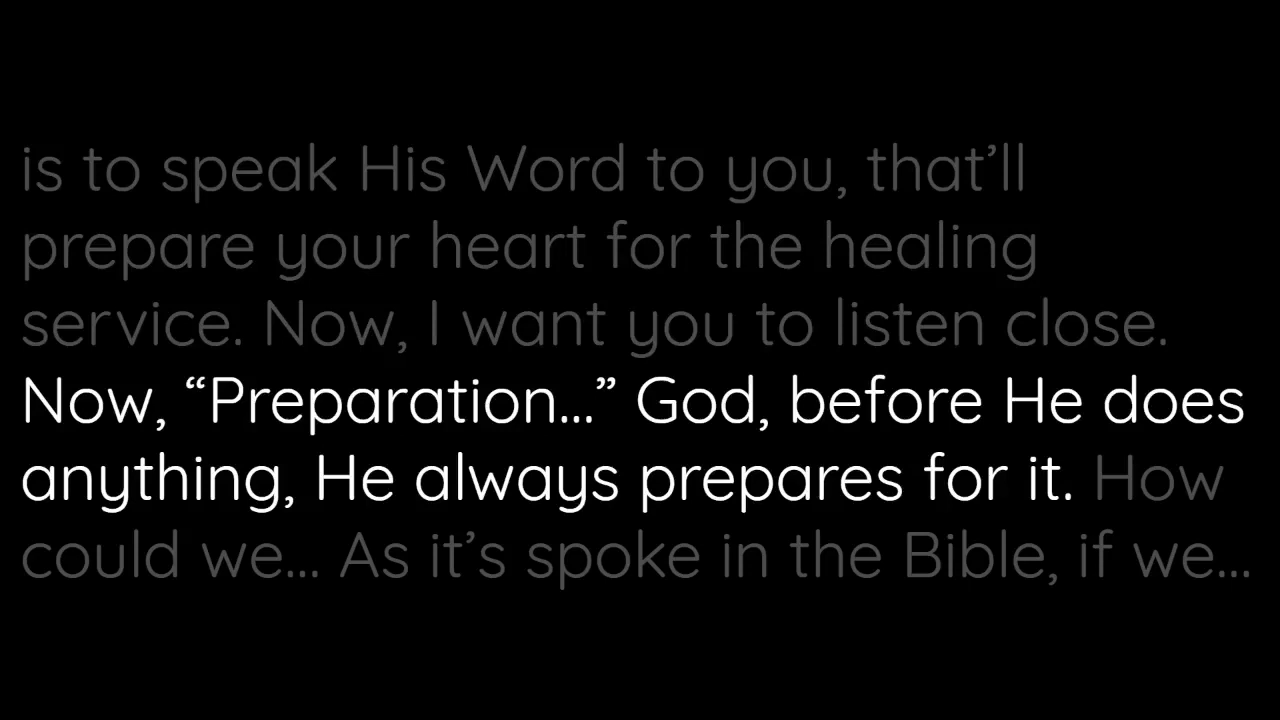 is to speak His Word to you, that’ll
prepare your heart for the healing
service. Now, I want you to listen close.
Now, “Preparation...” God, before He does
anything, He always prepares for it. How
could we... As it’s spoke in the Bible, if we...